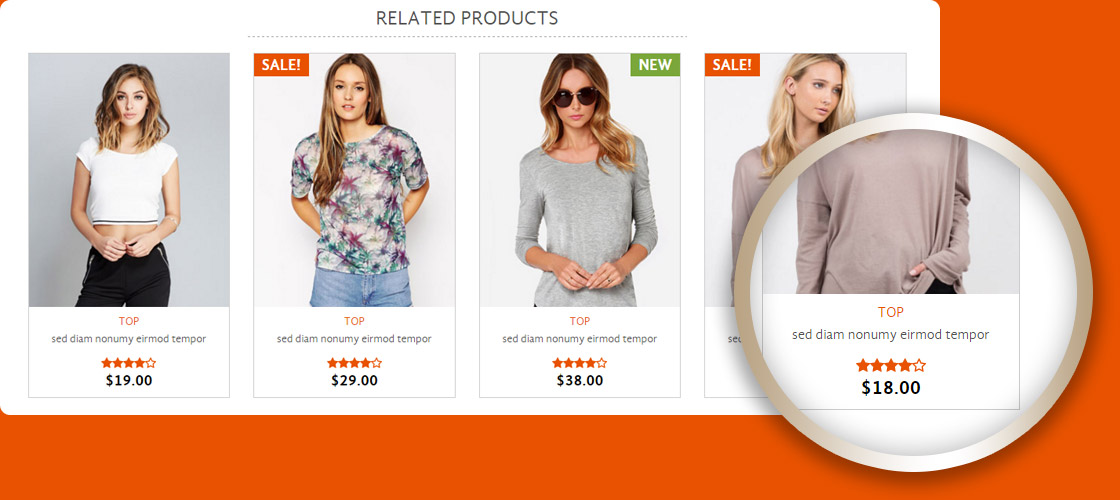 RELATED PRODUCTS
SALE!
NEW
SALE!
TOP
sed diam nonumy eirmod tempor
$19.00
TOP
sed diam nonumy eirmod tempor
$29.00
TOP
sed diam nonumy eirmod tempor
$38.00
TOP
sed diam nonumy eirmod tempor
$18.00